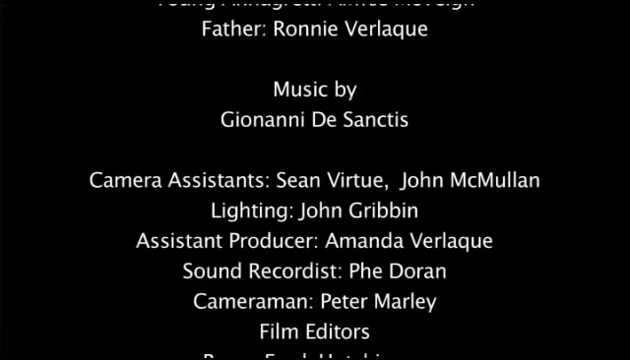 Father: Ronnie Verlaque
Music by
Gionanni De Sanctis
Camera Assistants: Sean Virtue,  John McMullan
Lighting: John Gribbin
Assistant Producer: Amanda Verlaque
Sound Recordist: Phe Doran
Cameraman: Peter Marley
Film Editors